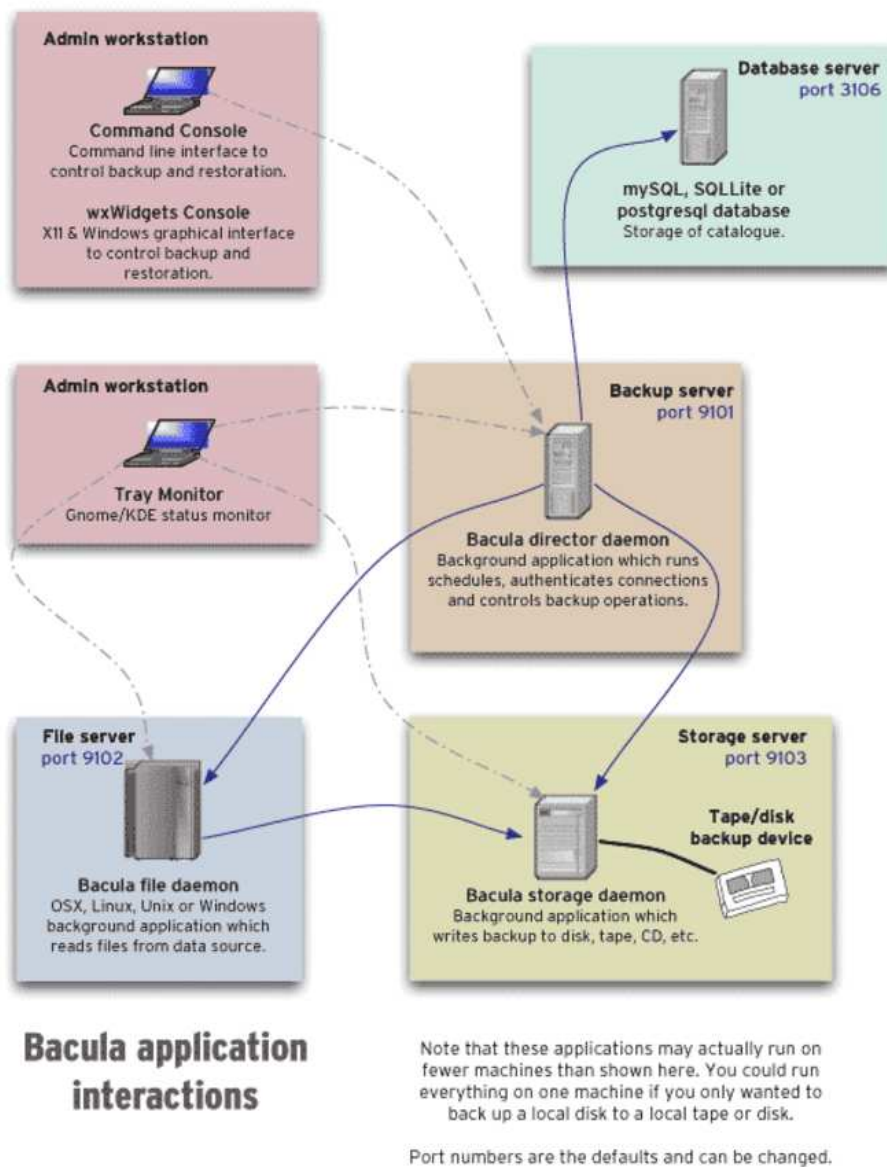 Admin workstation
Command Console
Command line interface to
control backup and restoration.
wxWidgets Console
X11 & Windows graphical interface
to control backup and
restoration.
Database server
port 3106
mySQL, SQLLite or
postgresql database
Storage of catalogue.
Admin workstation
Tray Monitor
Gnome/KDE status monitor
Backup server
port 9101
Bacula director daemon
Background application which runs
schedules, authenticates connections
and controls backup operations.
File server
port 9102
Bacula file daemon
OSX, Linux, Unix or Windows
background application which
reads files from data source.
Storage server
port 9103
Tape/disk
backup device
Bacula storage daemon
Background application which
writes backup to disk, tape, CD, etc.
Bacula application
interactions
Note that these applications may actually run on
fewer machines than shown here. You could run
everything on one machine if you only wanted to
back up a local disk to a local tape or disk.
Port numbers are the defaults and can be changed.